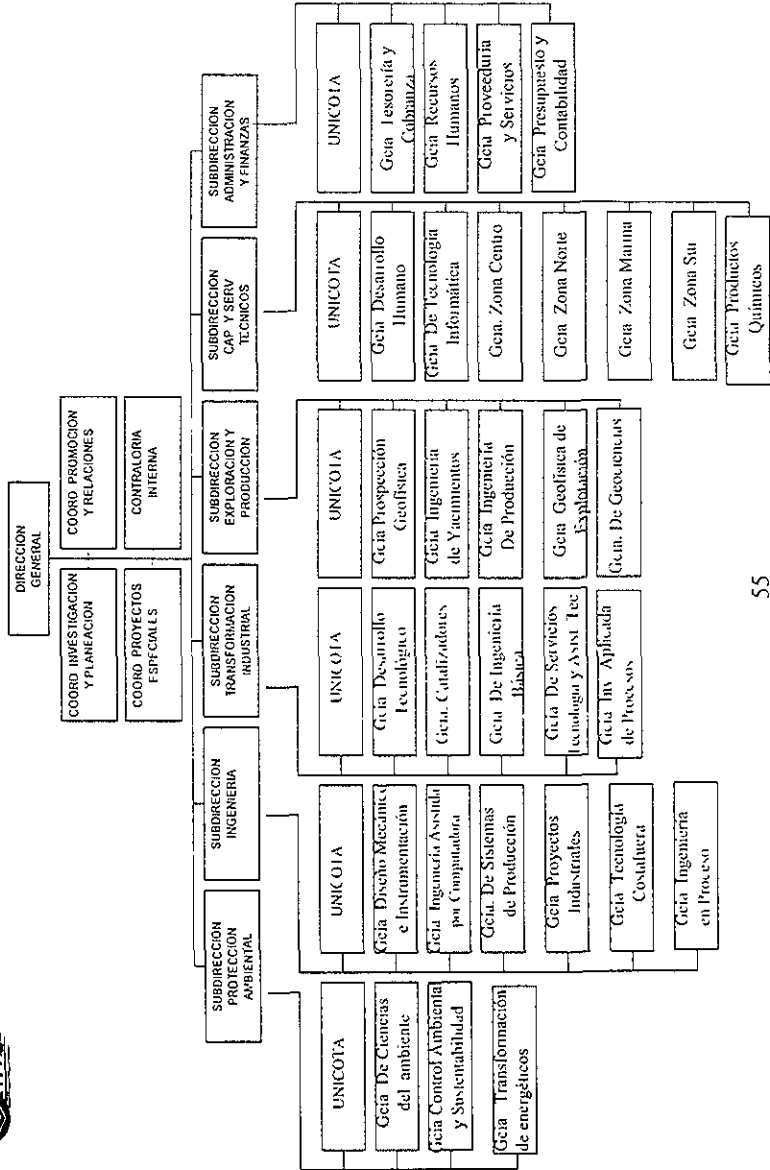 DIRECCION
GENERAL
COORD INVESTIGACION
Y PLANEACION
COORD PROMOCION
Y RELACIONES
COORD PROYECTOS
ESPECIALES
CONTRALORIA
INTERNA
SUBDIRECCION
PROTECCION
AMBIENTAL
SUBDIRECCION
INGENIERIA
SUBDIRECCION
TRANSFORMACION
INDUSTRIAL
SUBDIRECCION
EXPLORACION Y
PRODUCCION
SUBDIRECCION
CAP Y SERV
TECNICOS
SUBDIRECCION
ADMINISTRACION
Y FINANZAS
UNICOTA
Gcia De Ciencias
del ambiente
Gcia Control Ambiental
y Sustentabilidad
Gcia Transformación
de energéticos
UNICOTA
Gcia Diseño Mecánico
e Instrumentación
Gcia Ingeniería Asistida
por Computadora
Gcia. De Sistemas
de Producción
Gcia Proyectos
Industriales
Gcia Tecnología
Costafuera
Gcia Ingeniería
en Proceso
UNICOTA
Gcia Desarrollo
Tecnológico
Gcia. Catalizadores
Gcia De Ingeniería
Básica
Gcia De Servicios
Tecnología y Asist Tec
Gcia Inv Aplicada
de Procesos
UNICOTA
Gcia Prospección
Geofísica
Gcia Ingeniería
de Yacimientos
Gcia Ingeniería
De Producción
Gcia Geofísica de
Explotación
Gcia. De Geociencias
UNICOTA
Gcia Desarrollo
Humano
Gcia De Tecnología
Informática
Gcia. Zona Centro
Gcia Zona Norte
Gcia Zona Marina
Gcia Zona Sur
Gcia Productos
Químicos
UNICOTA
Gcia Tesorería y
Cobranza
Gcia Recursos
Humanos
Gcia Proveeduría
y Servicios
Gcia Presupuesto y
Contabilidad
55